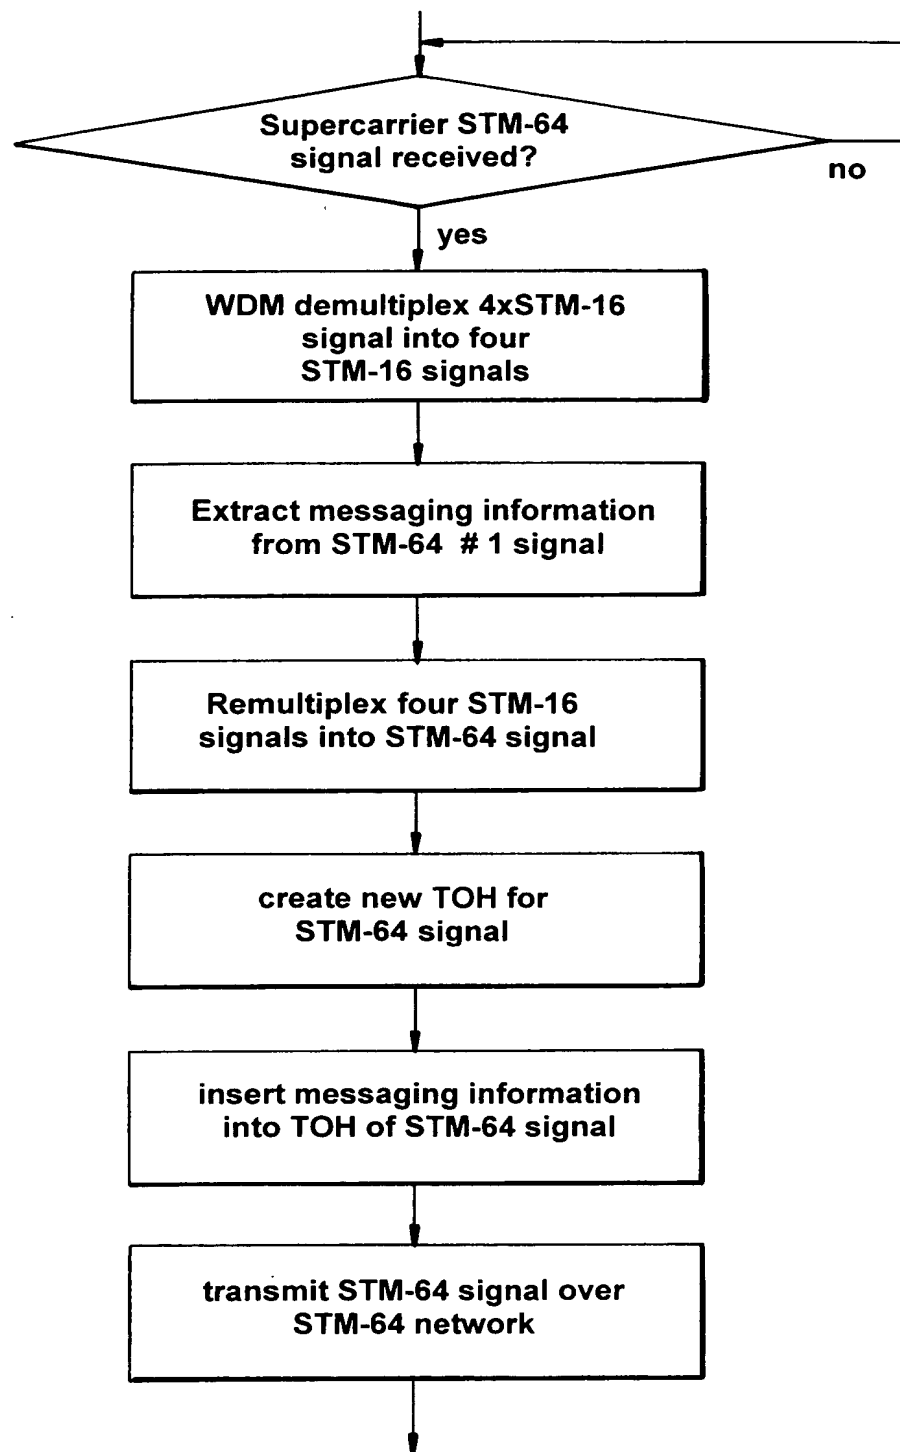 Supercarrier STM-64
signal received?
no
yes
WDM demultiplex 4xSTM-16
signal into four
STM-16 signals
Extract messaging information
from STM-64 # 1 signal
Remultiplex four STM-16
signals into STM-64 signal
create new TOH for
STM-64 signal
insert messaging information
into TOH of STM-64 signal
transmit STM-64 signal over
STM-64 network